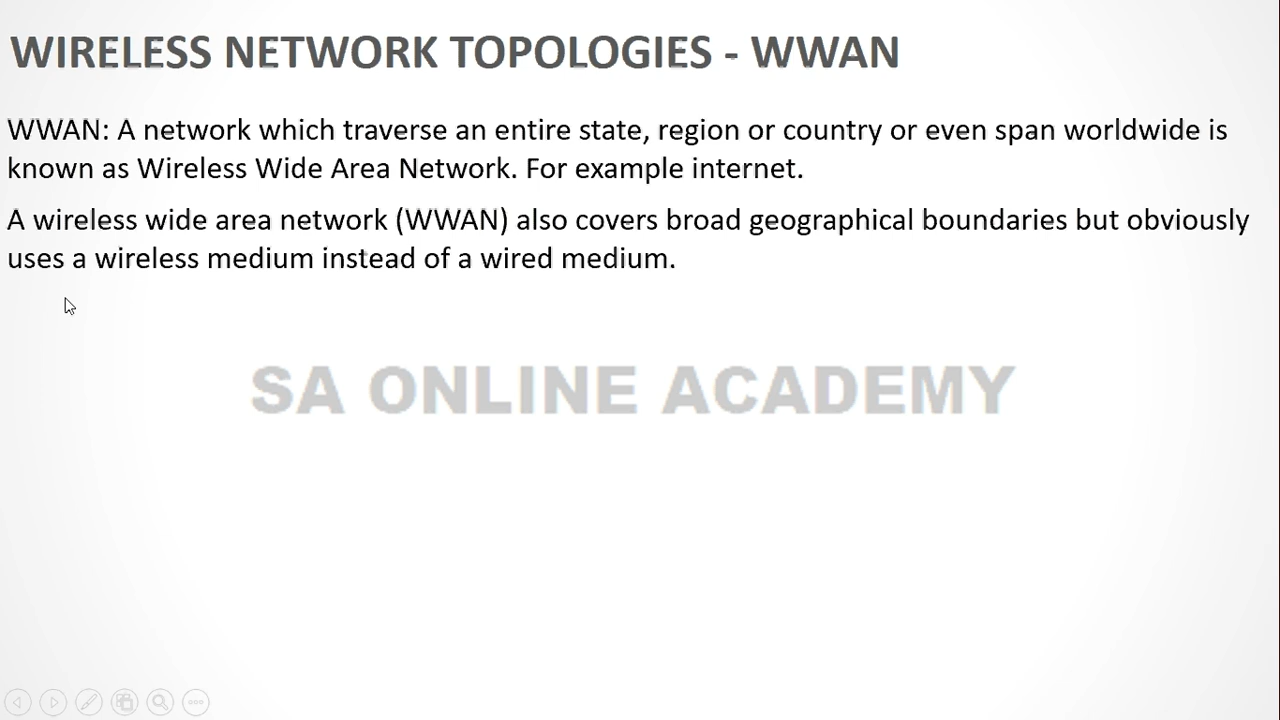 WIRELESS NETWORK TOPOLOGIES - WWAN
WWAN: A network which traverse an entire state, region or country or even span worldwide is
known as Wireless Wide Area Network. For example internet.
A wireless wide area network (WWAN) also covers broad geographical boundaries but obviously
uses a wireless medium instead of a wired medium.
SA ONLINE ACADEMY